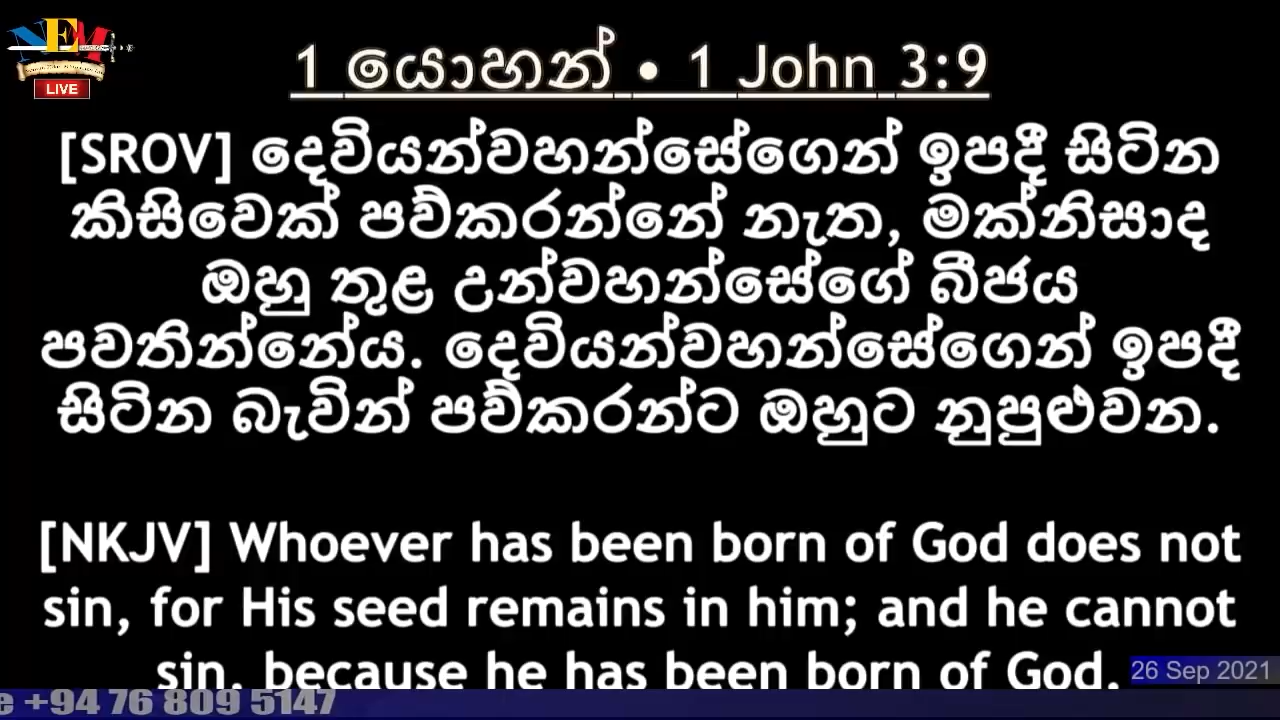 NEM
LIVE
1 යොහන් • 1 John 3:9
[SROV] දෙවියන්වහන්සේගෙන් ඉපදී සිටින
කිසිවෙක් පව්කරන්නේ නැත, මක්නිසාද
ඔහු තුළ උන්වහන්සේගේ බීජය
පවතින්නේය. දෙවියන්වහන්සේගෙන් ඉපදී
සිටින බැවින් පව්කරන්ට ඔහුට නුපුළුවන.
[NKJV] Whoever has been born of God does not
sin, for His seed remains in him; and he cannot
sin, because he has been born of God.
26 Sep 2021
e +94 76 809 5147